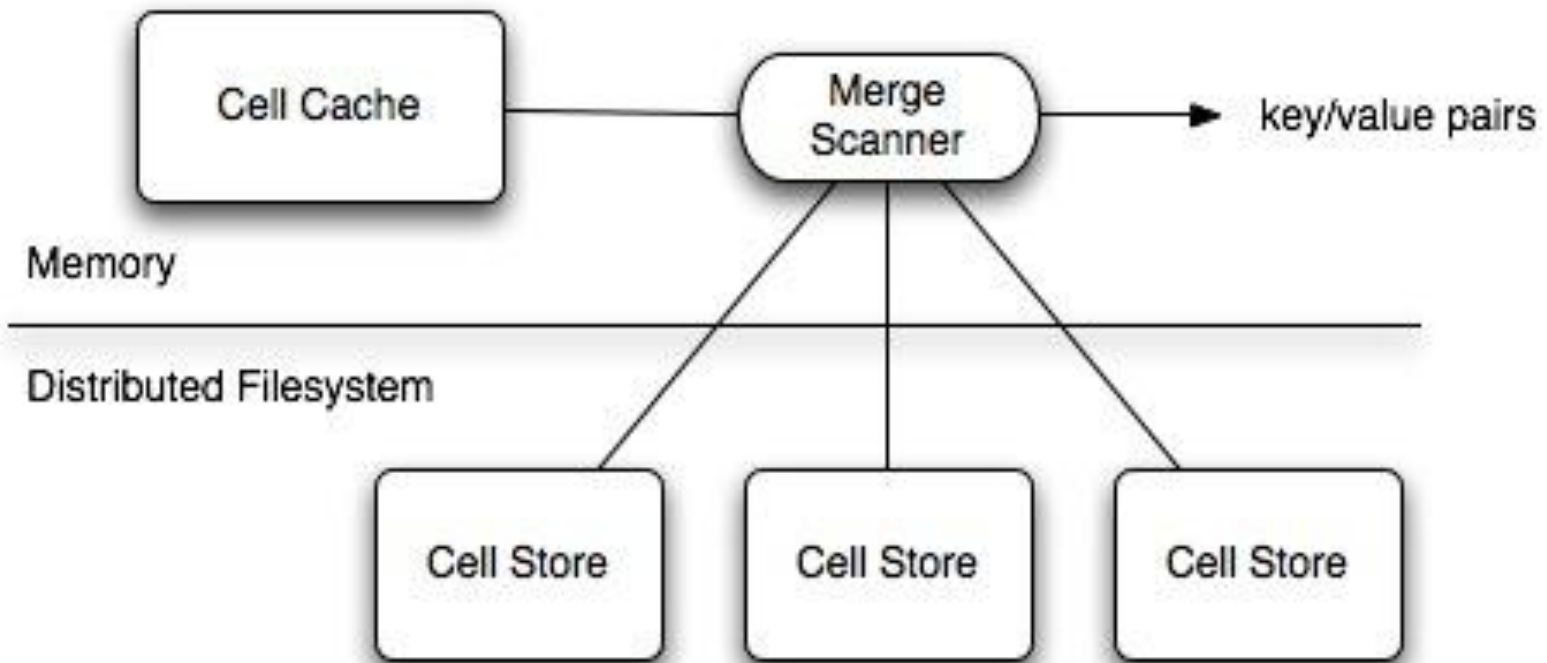 Cell Cache
Merge
Scanner
key/value pairs
Memory
Distributed Filesystem
Cell Store
Cell Store
Cell Store